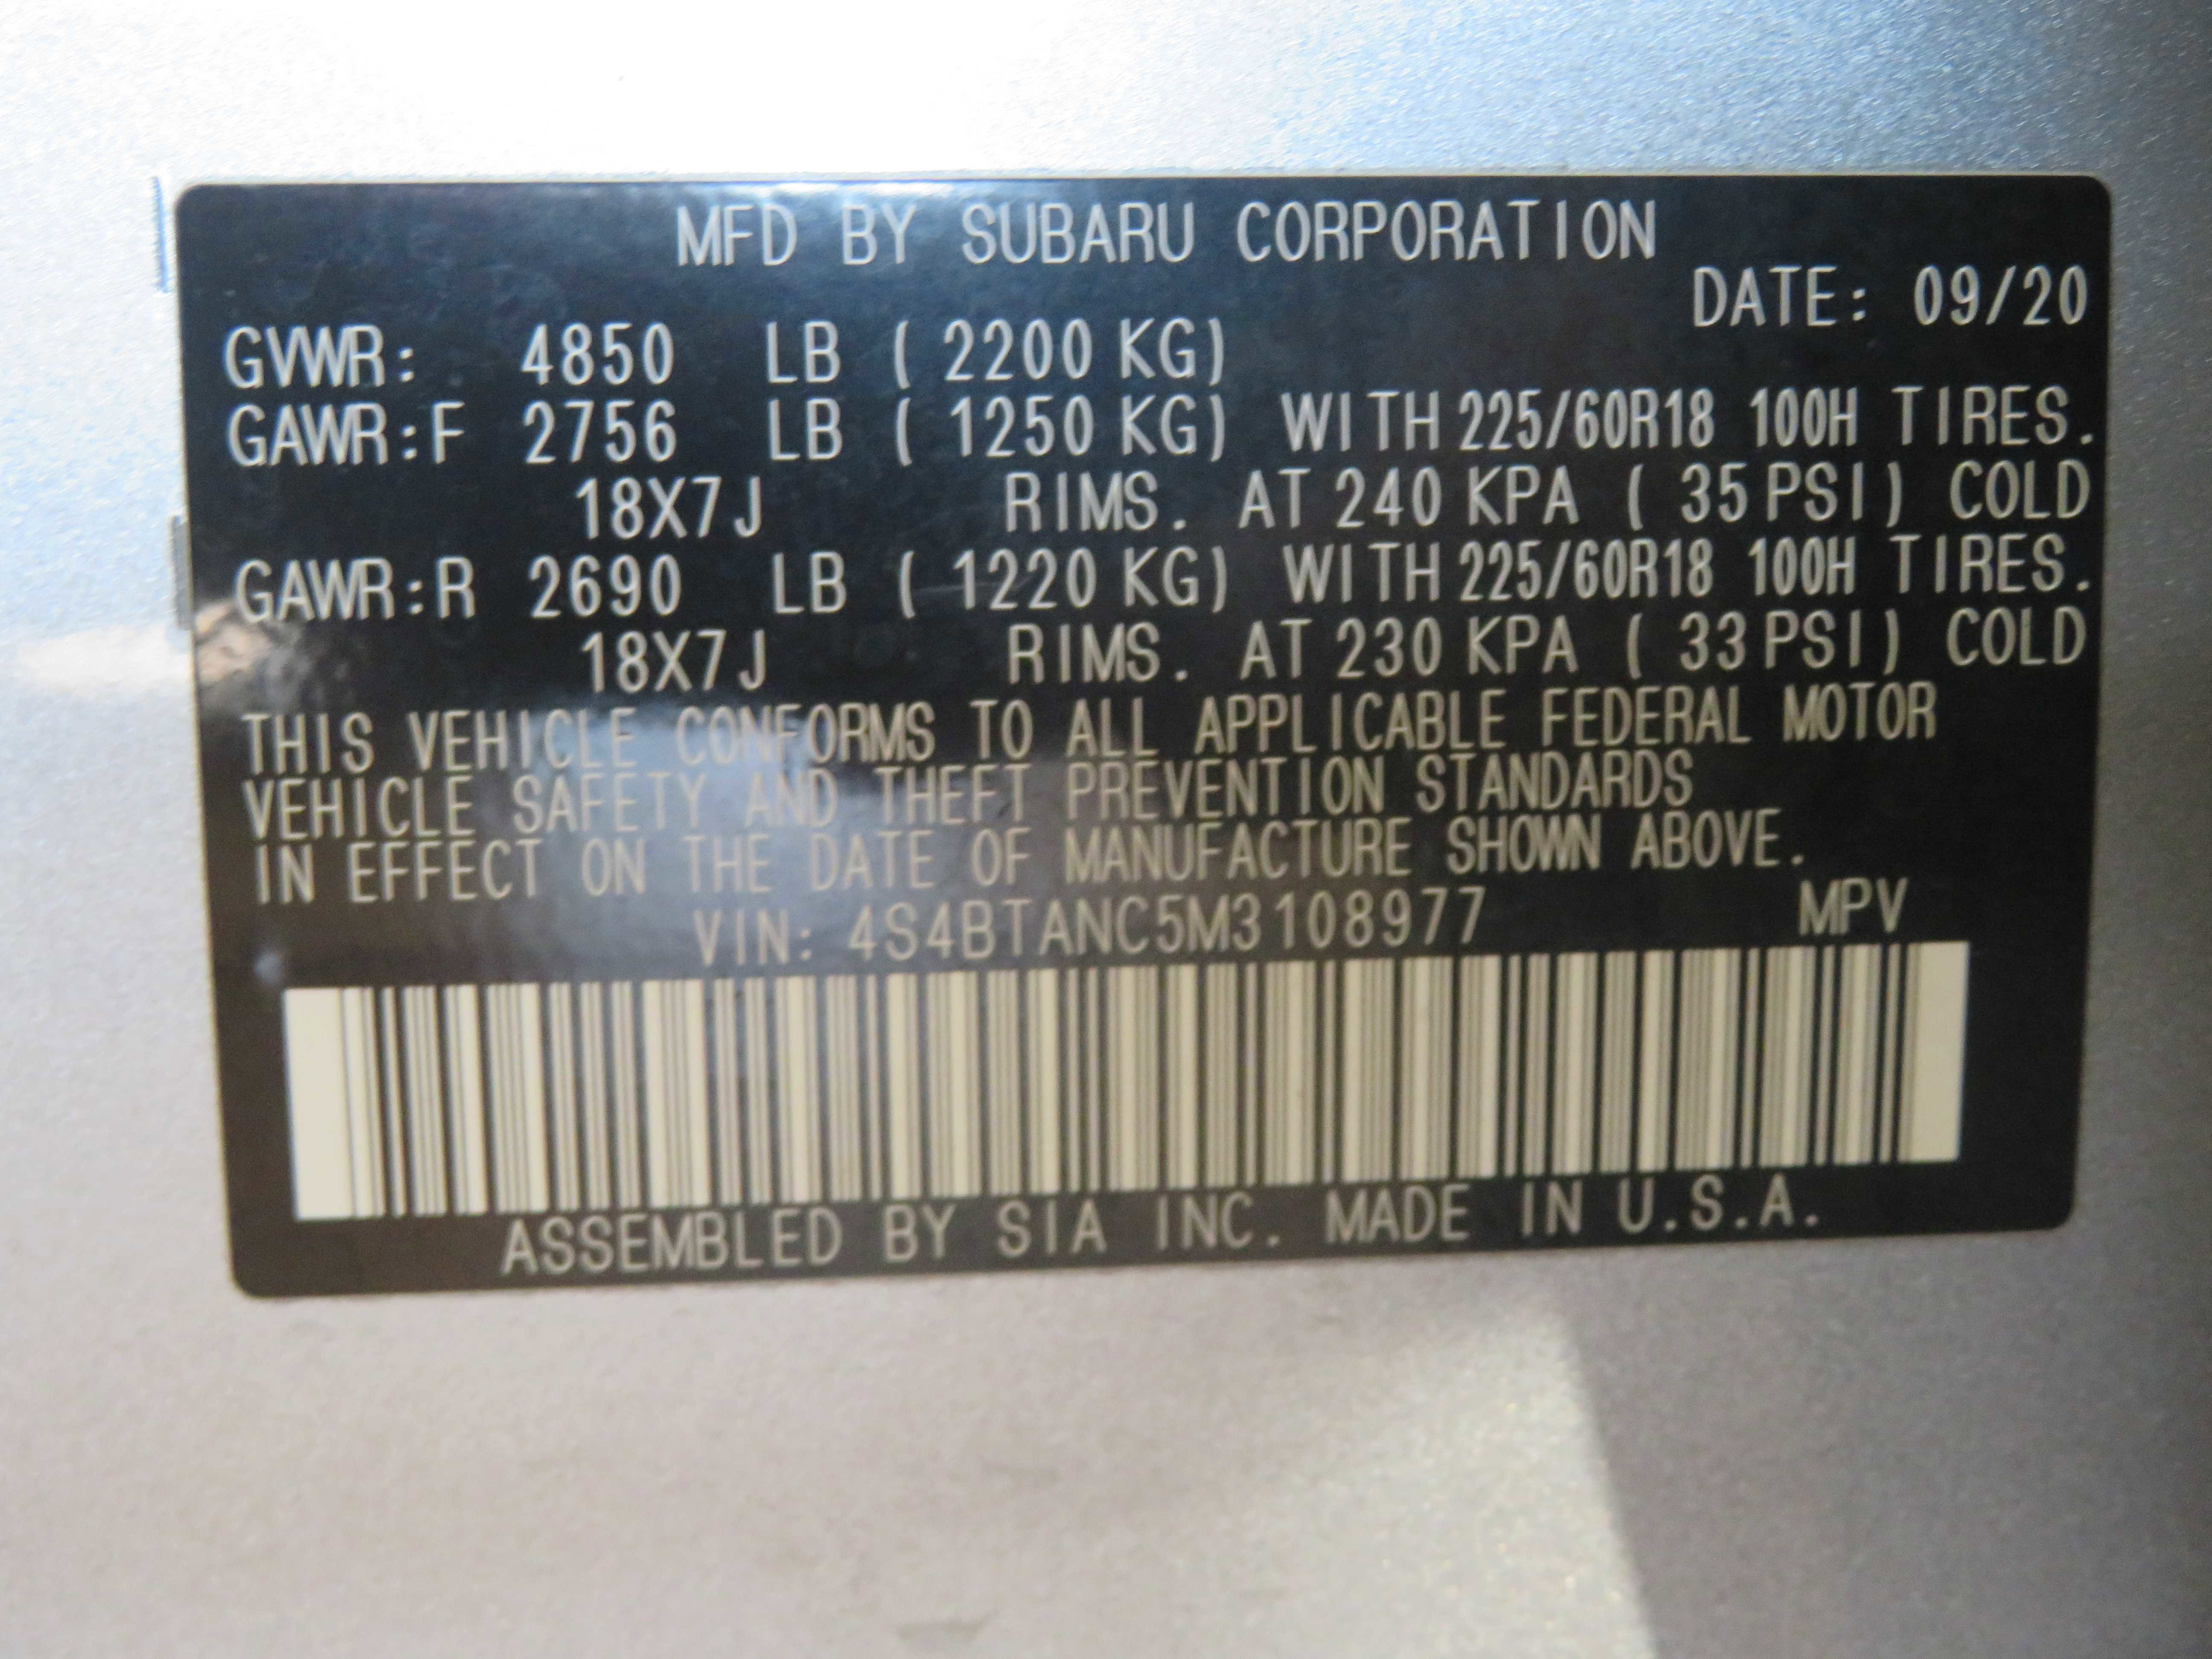 MFD BY SUBARU CORPORATION
DATE: 09/20
GVWR: 4850 LB ( 2200 KG)
GAWR:F 2756 LB ( 1250 KG) WITH 225/60R18 100H TIRES.
18X7J RIMS. AT 240 KPA ( 35 PSI) COLD
GAWR:R 2690 LB ( 1220 KG) WITH 225/60R18 100H TIRES.
18X7J RIMS. AT 230 KPA ( 33 PSI) COLD
THIS VEHICLE CONFORMS TO ALL APPLICABLE FEDERAL MOTOR
VEHICLE SAFETY AND THEFT PREVENTION STANDARDS
IN EFFECT ON THE DATE OF MANUFACTURE SHOWN ABOVE.
VIN: 4S4BTANC5M3108977 MPV
ASSEMBLED BY SIA INC. MADE IN U.S.A.